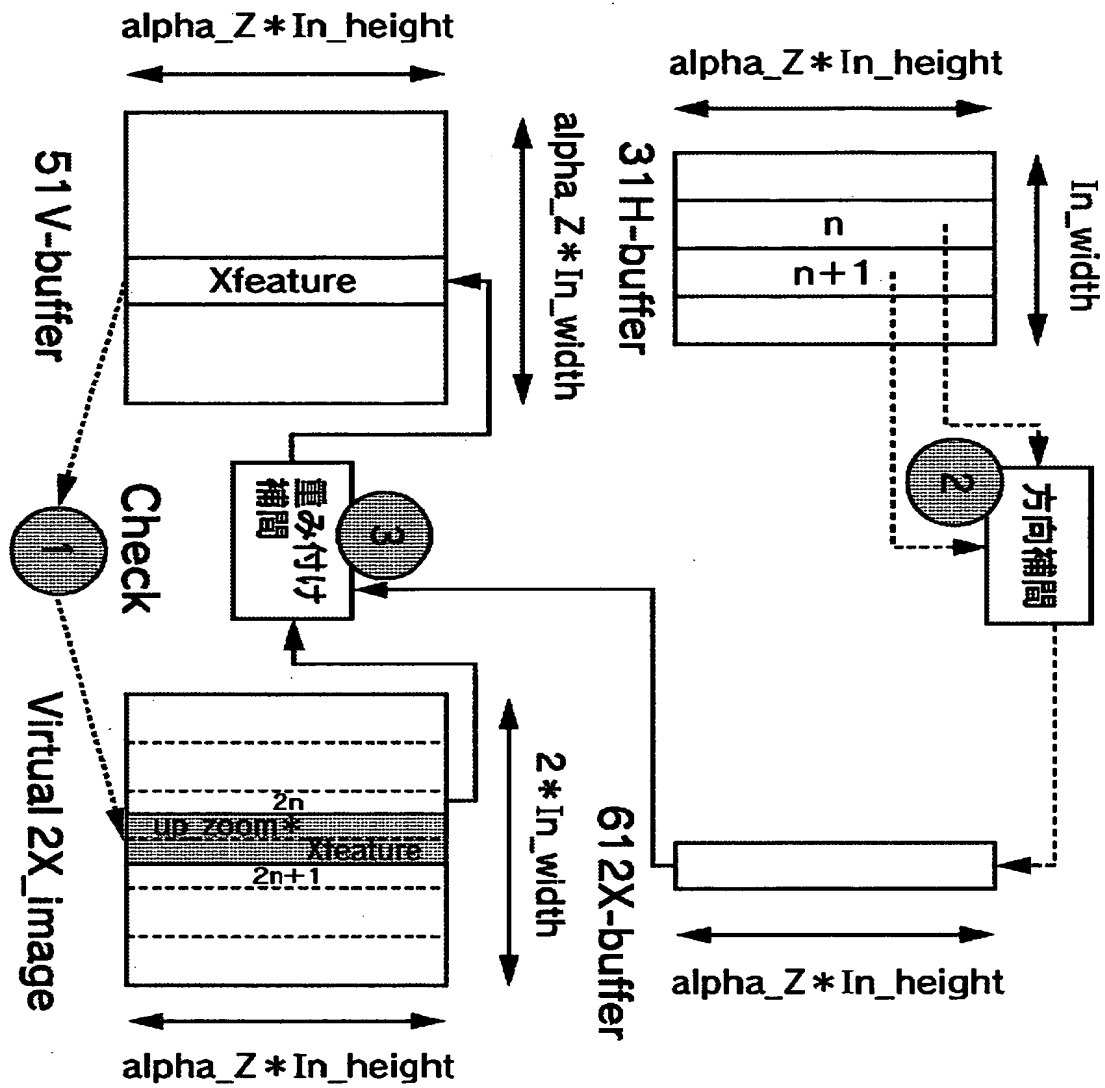 alpha_Z*In_height
alpha_Z*In_height
alpha_Z*In_width
In_width
31H-buffer
n
n+1
51V-buffer
Xfeature
2
方向補間
3
重み付け
補間
Check
1
Virtual 2X_image
2n
up_zoom*
Xfeature
2n+1
2*In_width
612X-buffer
alpha_Z*In_height
alpha_Z*In_height